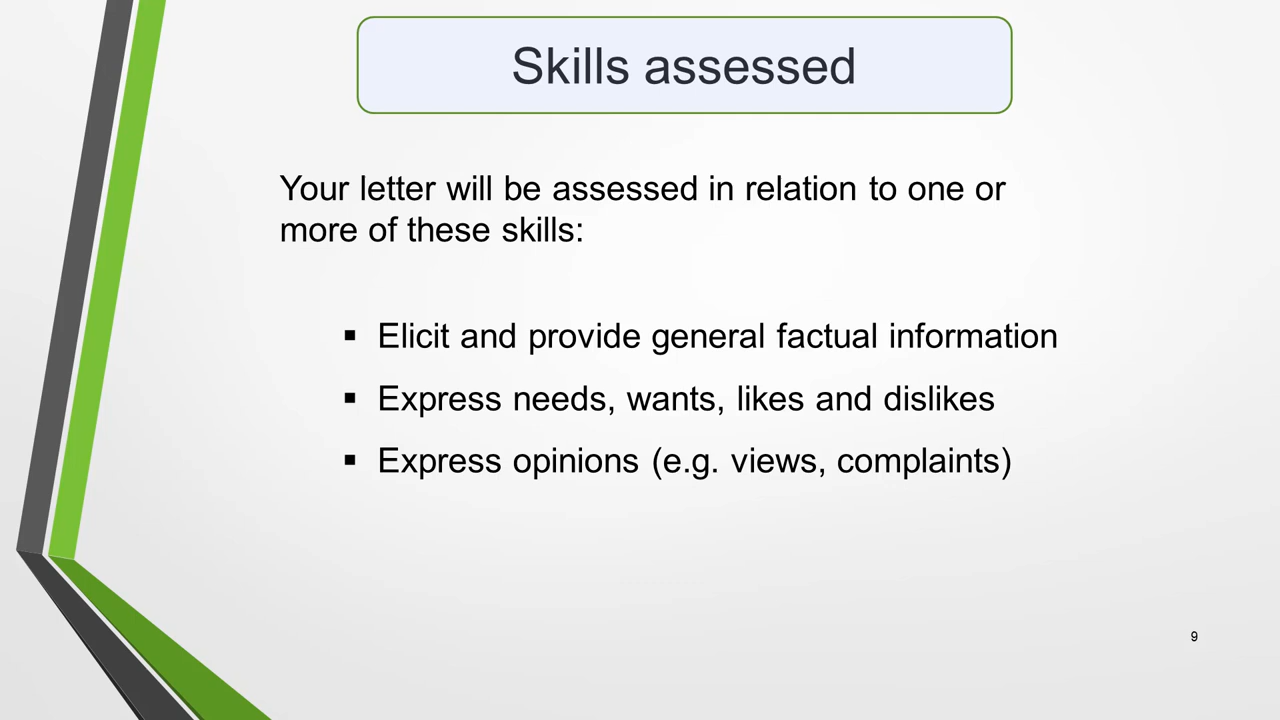 Skills assessed
Your letter will be assessed in relation to one or
more of these skills:
▪ Elicit and provide general factual information
▪ Express needs, wants, likes and dislikes
▪ Express opinions (e.g. views, complaints)
9